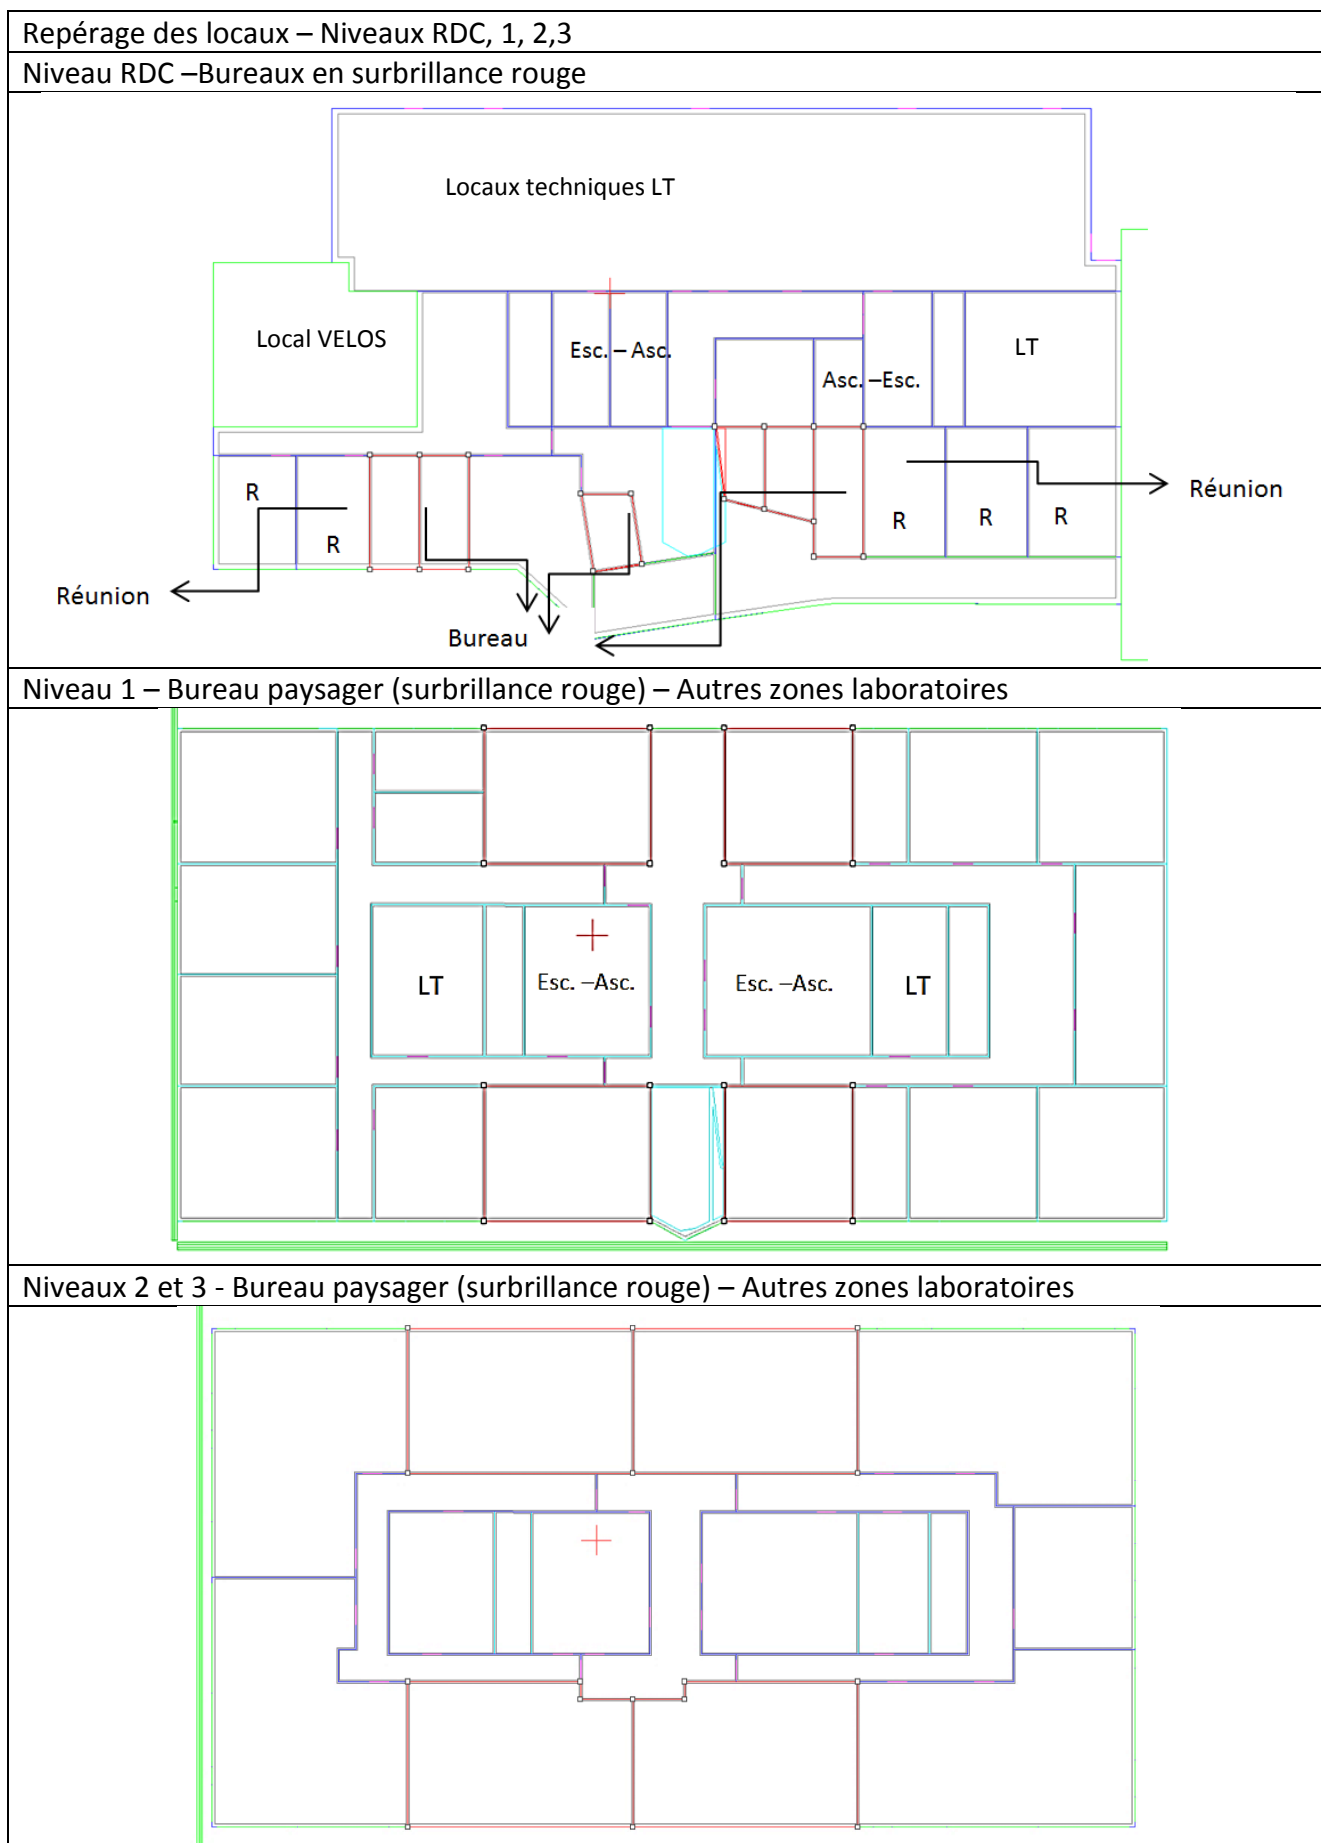 Repérage des locaux – Niveaux RDC, 1, 2,3
Niveau RDC –Bureaux en surbrillance rouge
Locaux techniques LT
Local VELOS
Esc. – Asc.
LT
Asc. –Esc.
R
Réunion
R
R
R
R
Réunion
Bureau
Niveau 1 – Bureau paysager (surbrillance rouge) – Autres zones laboratoires
LT
Esc. –Asc.
Esc. –Asc.
LT
Niveaux 2 et 3 - Bureau paysager (surbrillance rouge) – Autres zones laboratoires